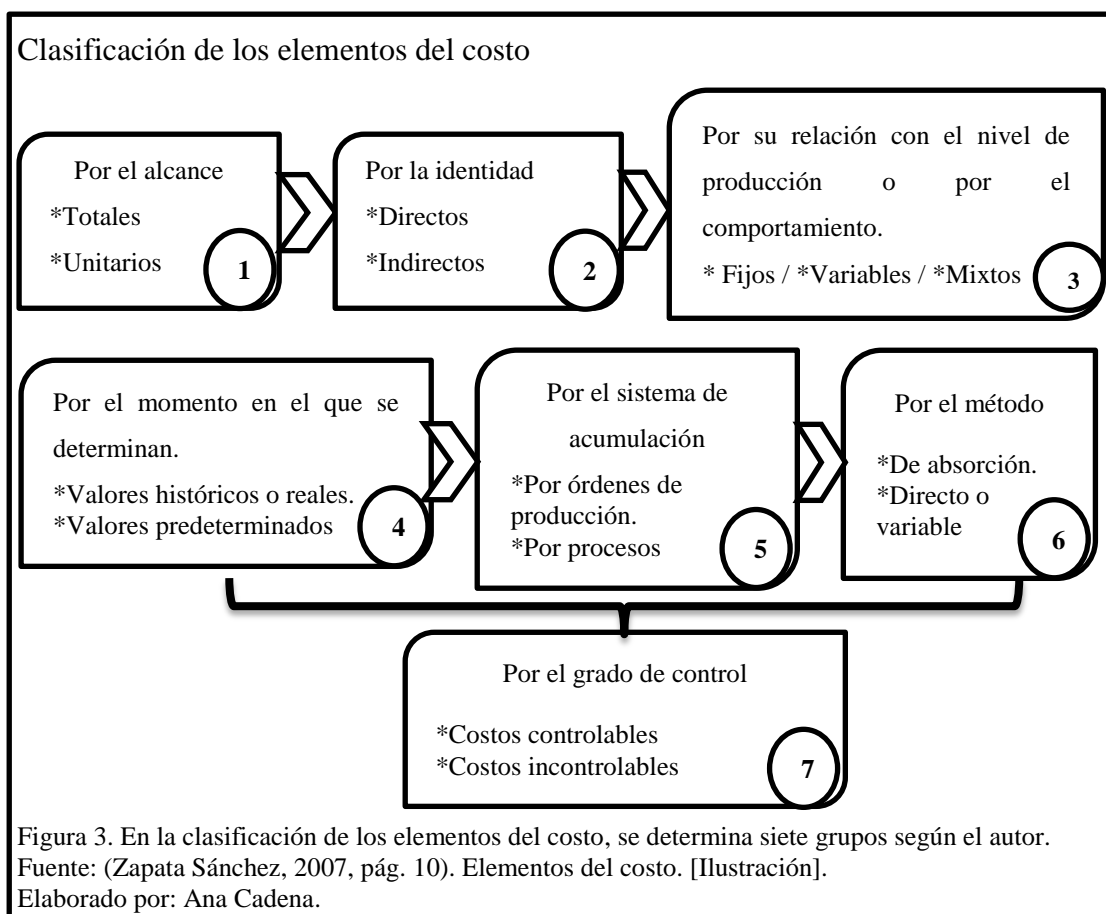 Clasificación de los elementos del costo
Por el alcance
*Totales
*Unitarios
1
Por la identidad
*Directos
*Indirectos
2
Por su relación con el nivel de
producción o por el
comportamiento.
* Fijos / *Variables / *Mixtos
3
Por el momento en el que se
determinan.
*Valores históricos o reales.
*Valores predeterminados
4
Por el sistema de
acumulación
*Por órdenes de
producción.
*Por procesos
5
Por el método
*De absorción.
*Directo o
variable
6
Por el grado de control
*Costos controlables
*Costos incontrolables
7
Figura 3. En la clasificación de los elementos del costo, se determina siete grupos según el autor.
Fuente: (Zapata Sánchez, 2007, pág. 10). Elementos del costo. [Ilustración].
Elaborado por: Ana Cadena.